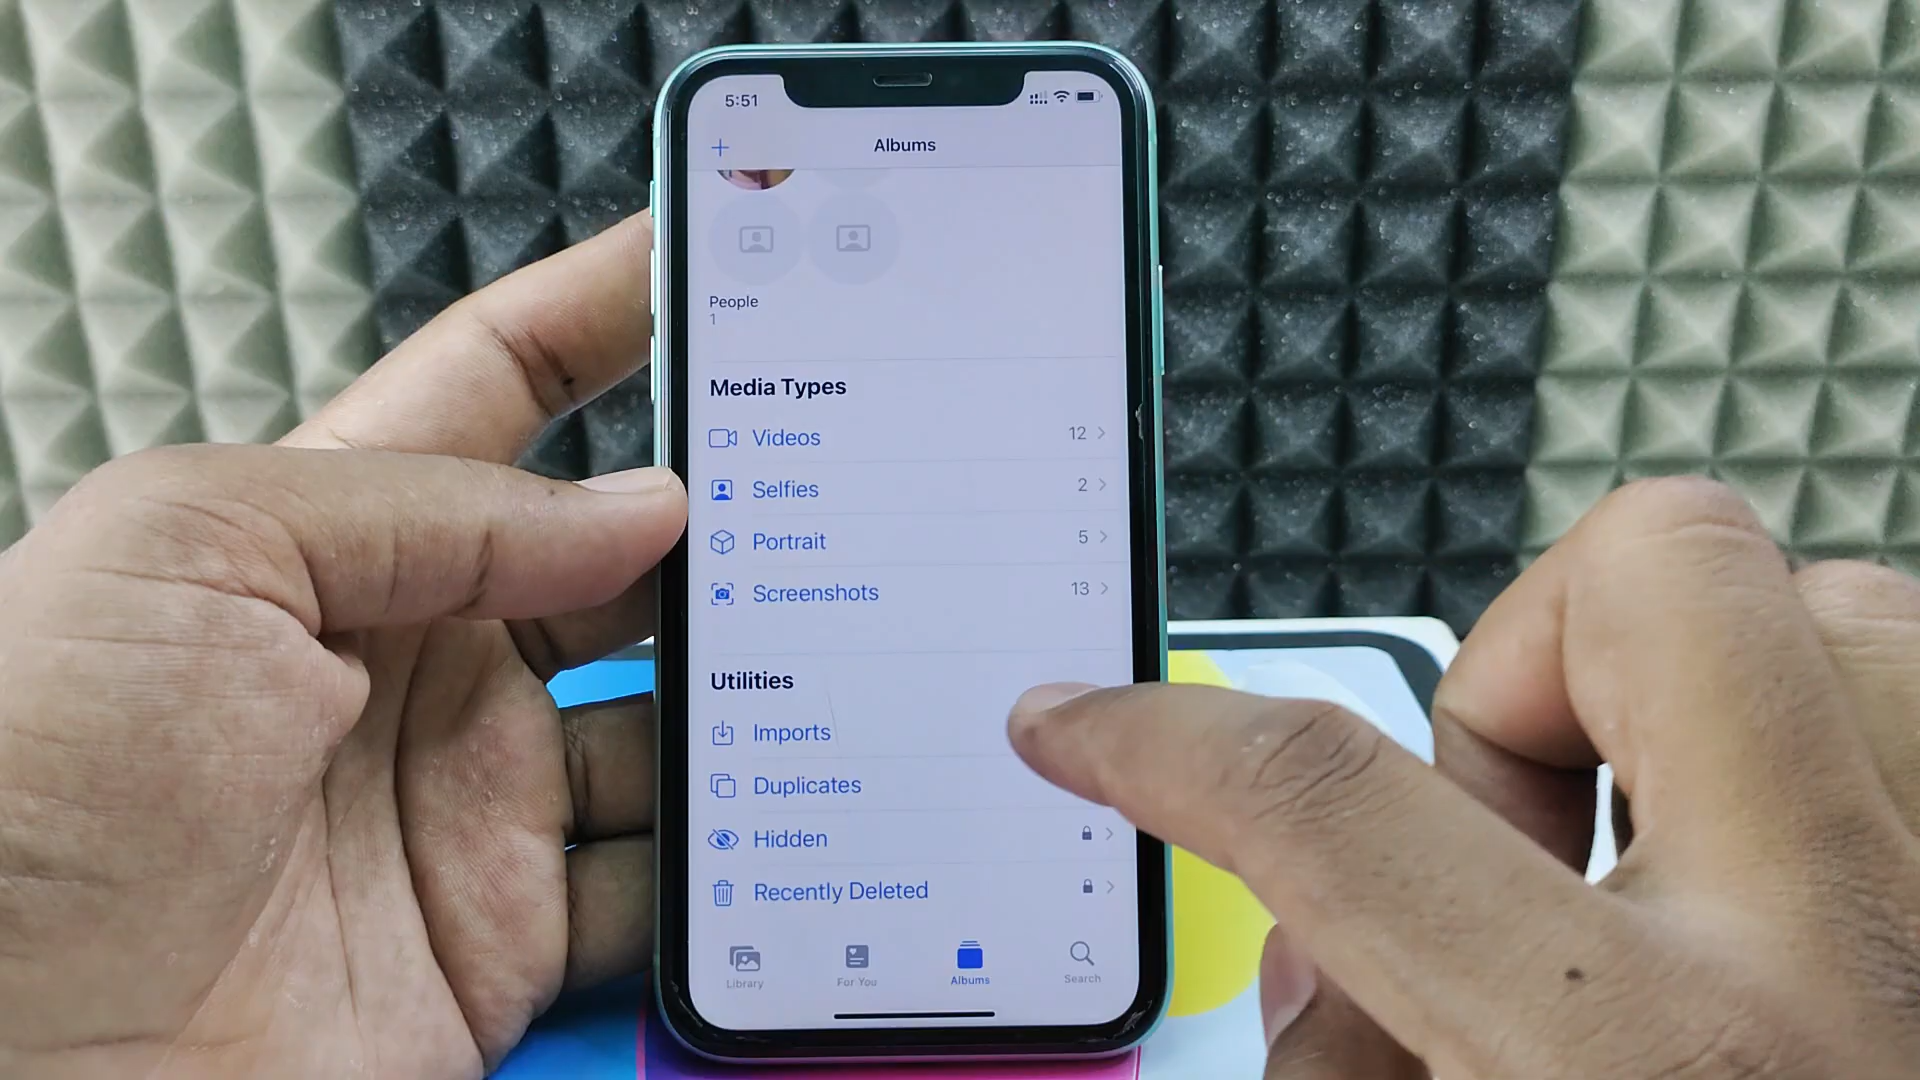 5:51
Albums
People
1
Media Types
Videos 12
Selfies 2
Portrait 5
Screenshots 13
Utilities
Imports
Duplicates
Hidden
Recently Deleted
Library For You Albums Search